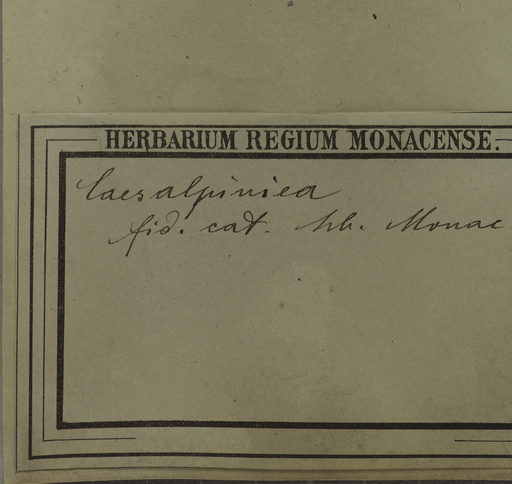 HERBARIUM REGIUM MONACENSE.
Caesalpiniea
fid. cat. hb. Monac